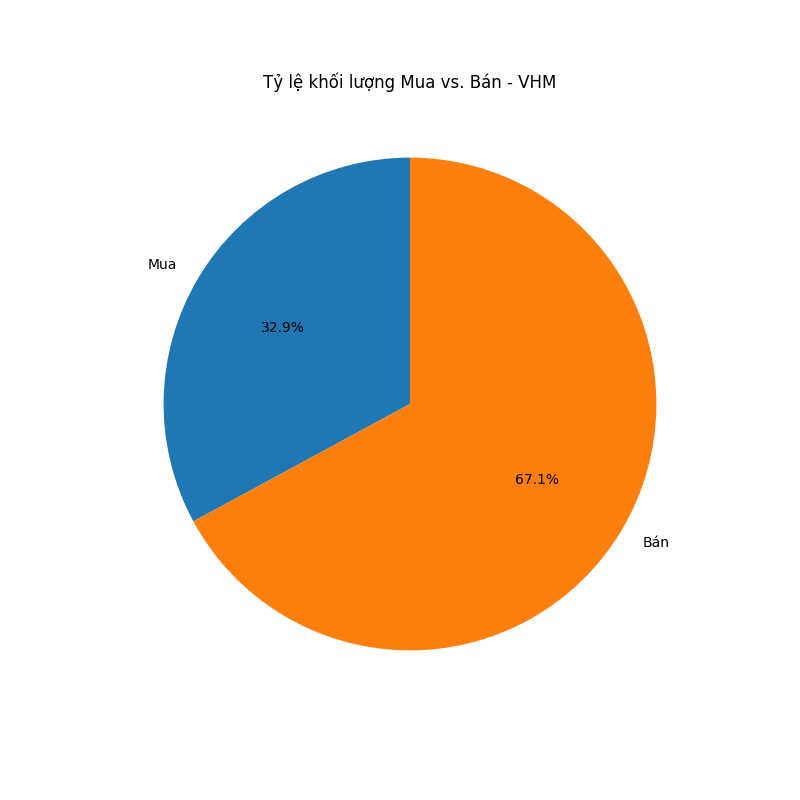 Tỷ lệ khối lượng Mua vs. Bán - VHM
Mua
32.9%
67.1%
Bán